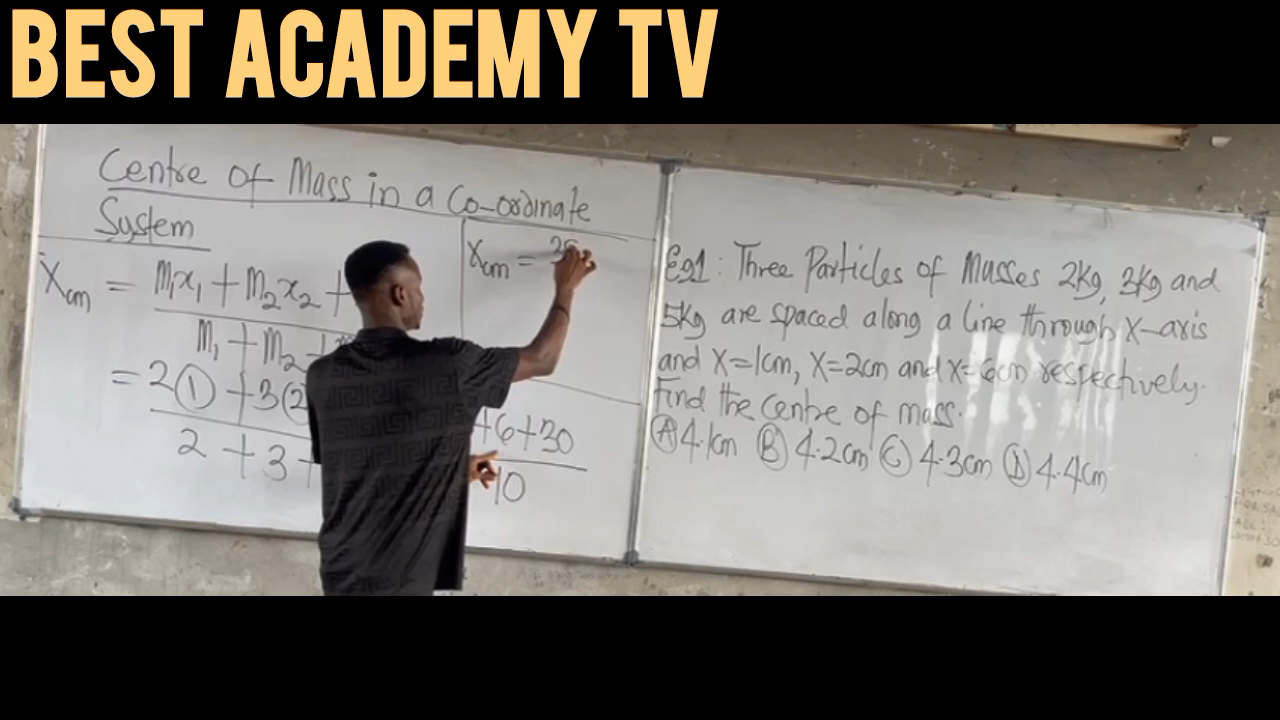 BEST ACADEMY TV
Centre of Mass in a Co-ordinate
System
Xcm = m₁x₁ + m₂x₂ +
m₁ + m₂ +
= 2(1) + 3(2
2 + 3 +
Xcm =
+6+30
10
Eg1: Three Particles of Masses 2kg, 3kg and
5kg are spaced along a line through X-axis
and X=1cm, X=2cm and X=6cm respectively.
Find the centre of mass.
(A) 4.1cm (B) 4.2cm (C) 4.3cm (D) 4.4cm